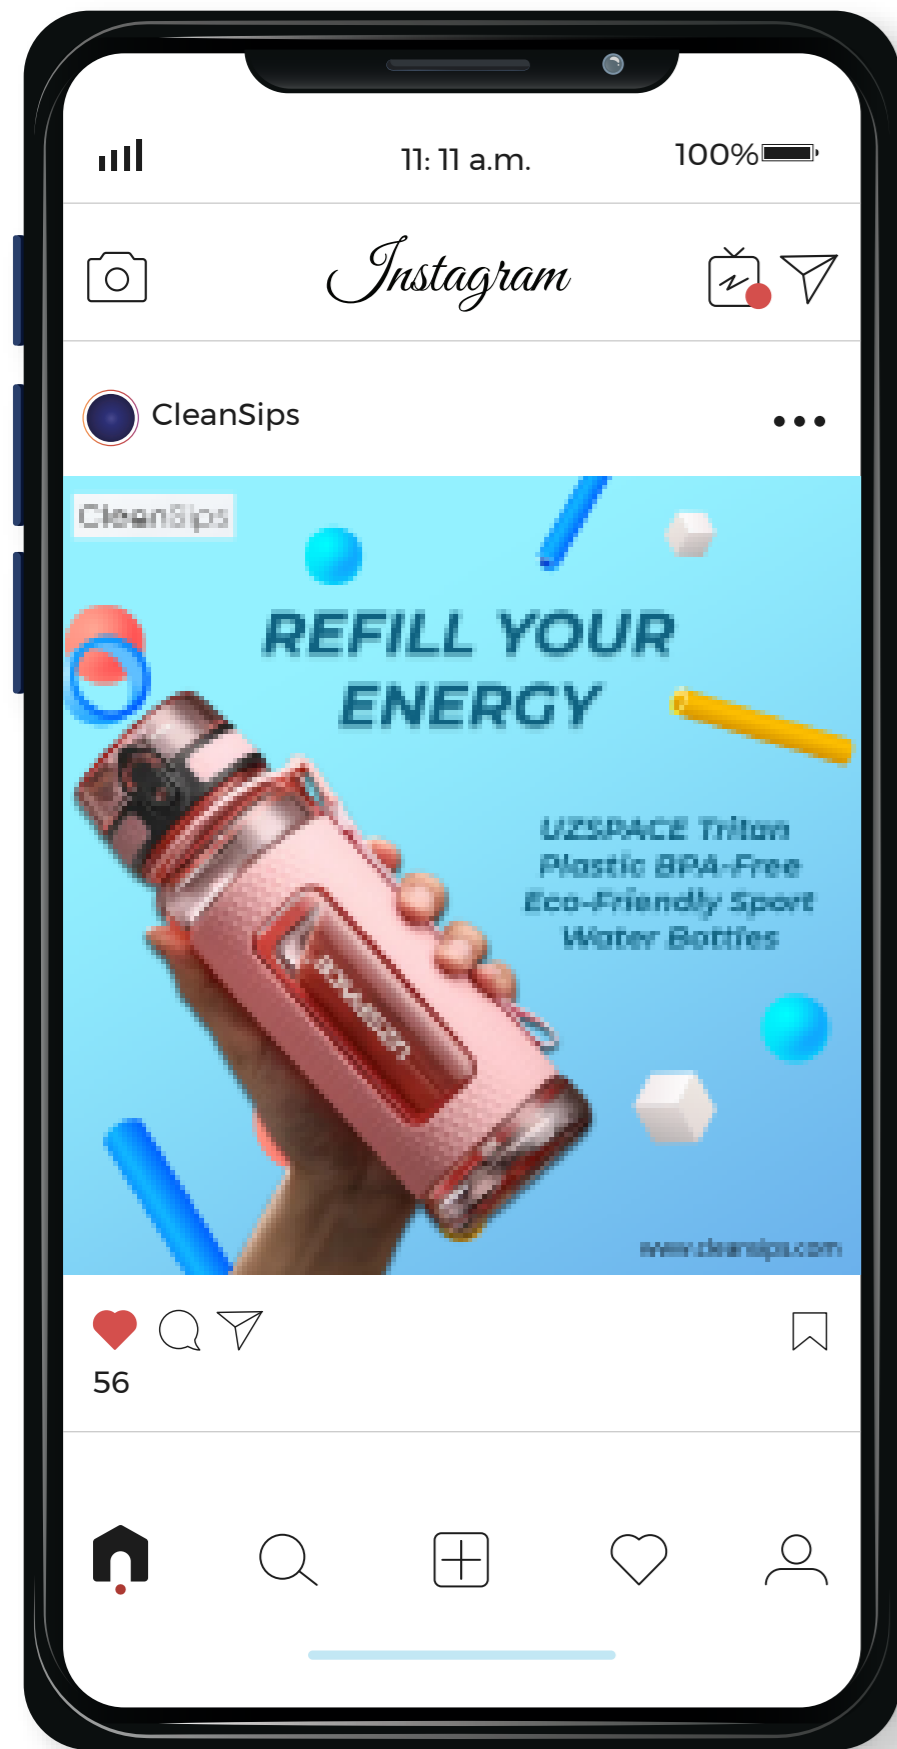 11: 11 a.m.
100%
Instagram
CleanSips
CleanSips
REFILL YOUR
ENERGY
UZSPACE Tritan
Plastic BPA-Free
Eco-Friendly Sport
Water Bottles
UZSPACE
www.cleansips.com
56